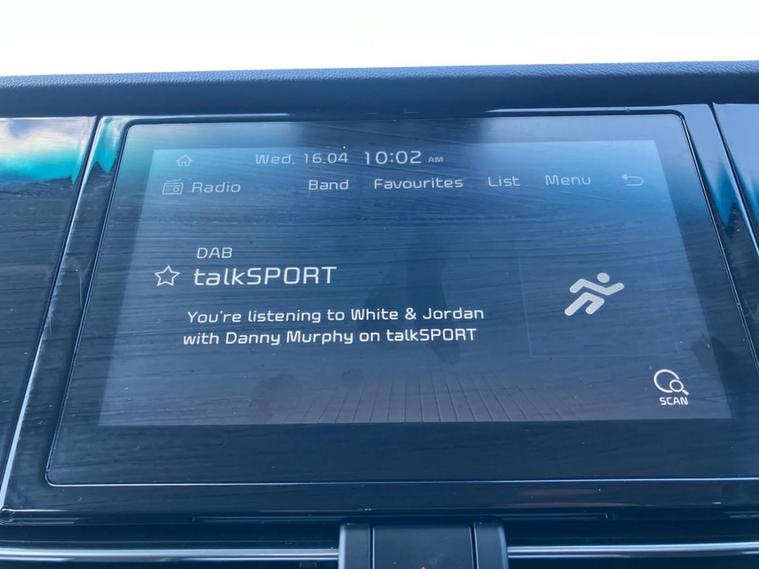 Wed, 16.04 10:02 AM
Radio Band Favourites List Menu
DAB
talkSPORT
You're listening to White & Jordan
with Danny Murphy on talkSPORT
SCAN